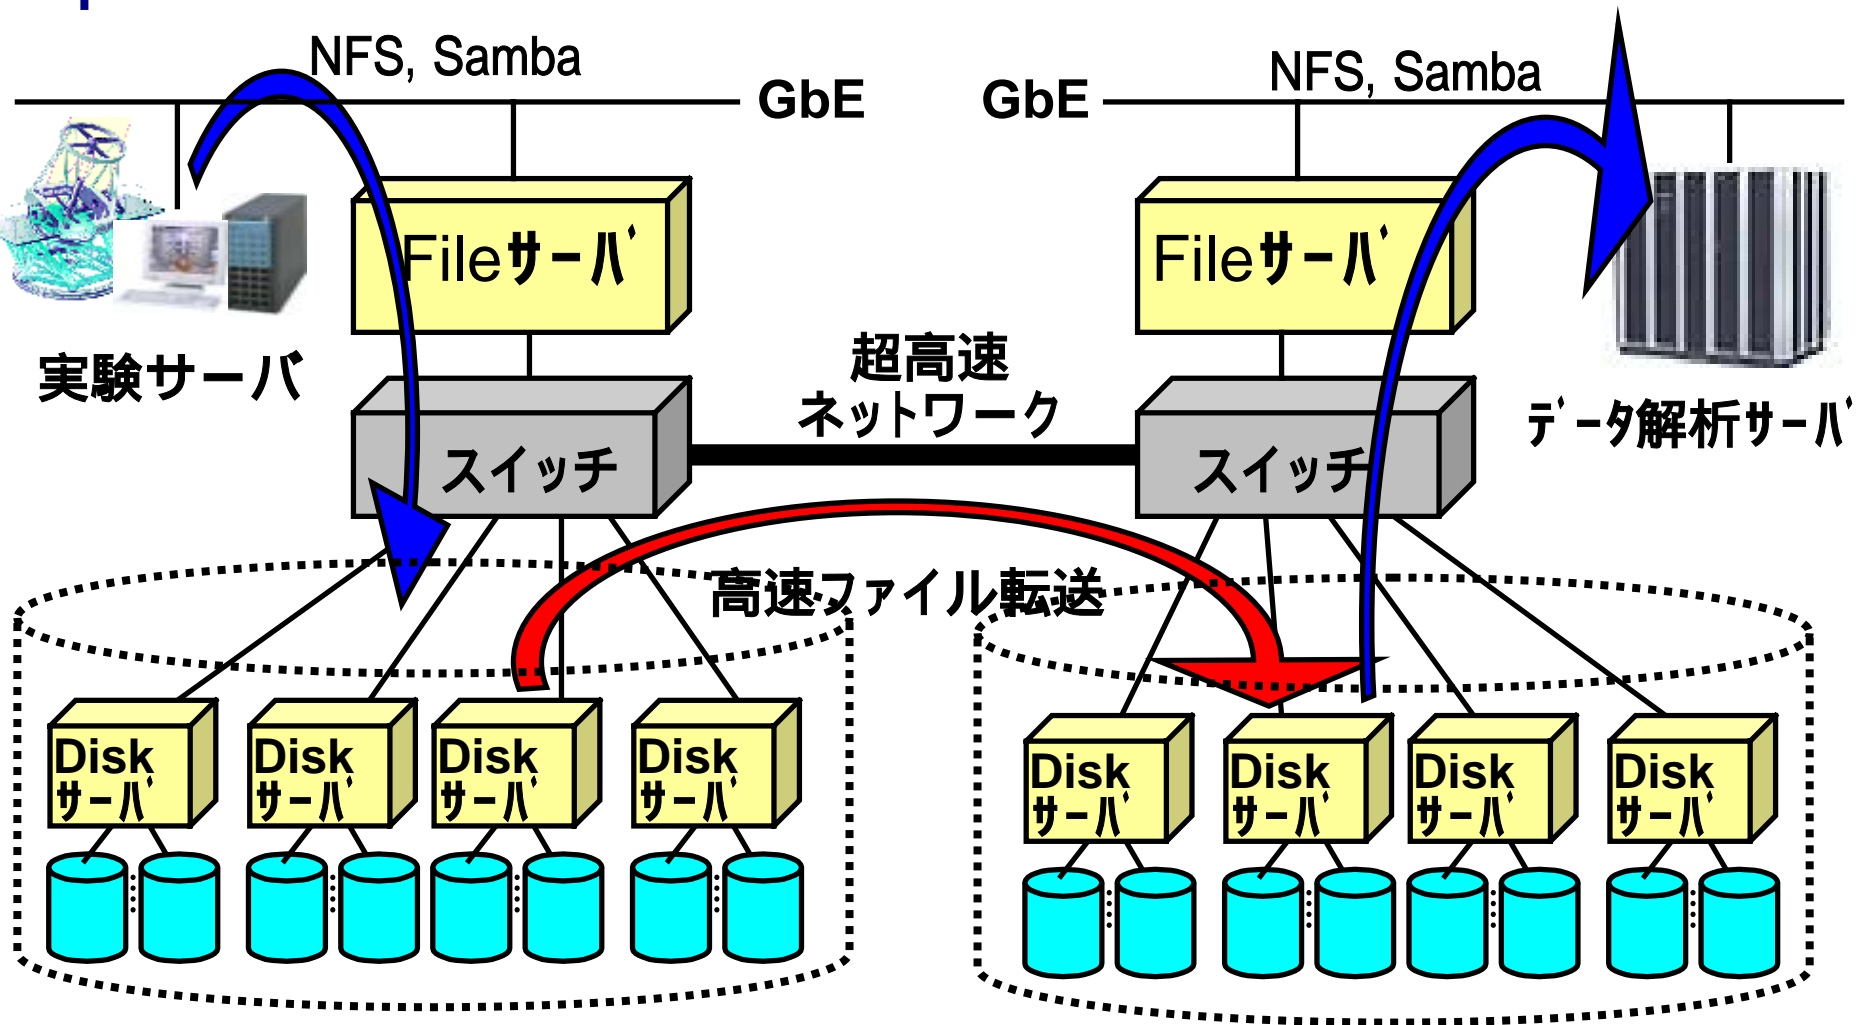 NFS, Samba
GbE
GbE
NFS, Samba
Fileサーバ
Fileサーバ
実験サーバ
超高速
ネットワーク
データ解析サーバ
スイッチ
スイッチ
高速ファイル転送
Disk
サーバ
Disk
サーバ
Disk
サーバ
Disk
サーバ
Disk
サーバ
Disk
サーバ
Disk
サーバ
Disk
サーバ